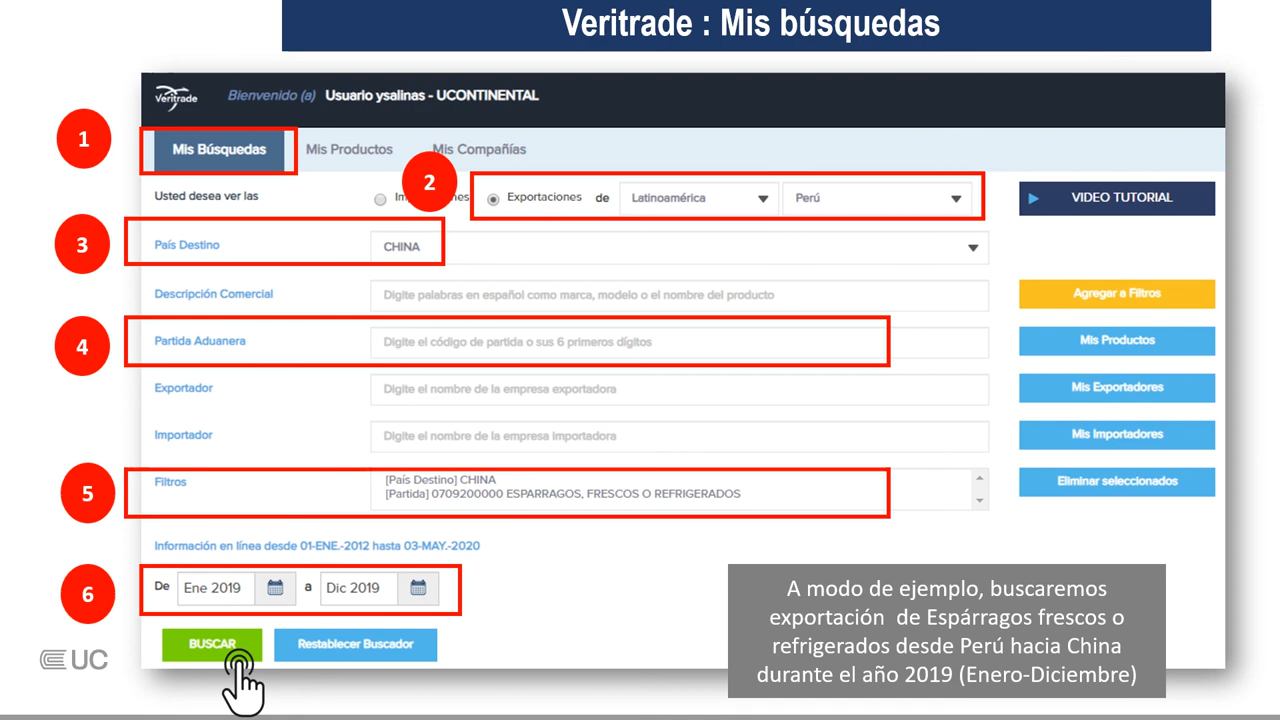 Veritrade : Mis búsquedas
Veritrade
Bienvenido (a) Usuario ysalinas - UCONTINENTAL
1
Mis Búsquedas Mis Productos Mis Compañías
2
Usted desea ver las Exportaciones de Latinoamérica Perú VIDEO TUTORIAL
3
País Destino CHINA
Descripción Comercial Digite palabras en español como marca, modelo o el nombre del producto Agregar a Filtros
4
Partida Aduanera Digite el código de partida o sus 6 primeros dígitos Mis Productos
Exportador Digite el nombre de la empresa exportadora Mis Exportadores
Importador Digite el nombre de la empresa importadora Mis Importadores
5
Filtros [País Destino] CHINA Eliminar seleccionados
[Partida] 0709200000 ESPARRAGOS, FRESCOS O REFRIGERADOS
Información en línea desde 01-ENE.-2012 hasta 03-MAY.-2020
6
De Ene 2019 a Dic 2019
BUSCAR Restablecer Buscador
A modo de ejemplo, buscaremos
exportación de Espárragos frescos o
refrigerados desde Perú hacia China
durante el año 2019 (Enero-Diciembre)
UC